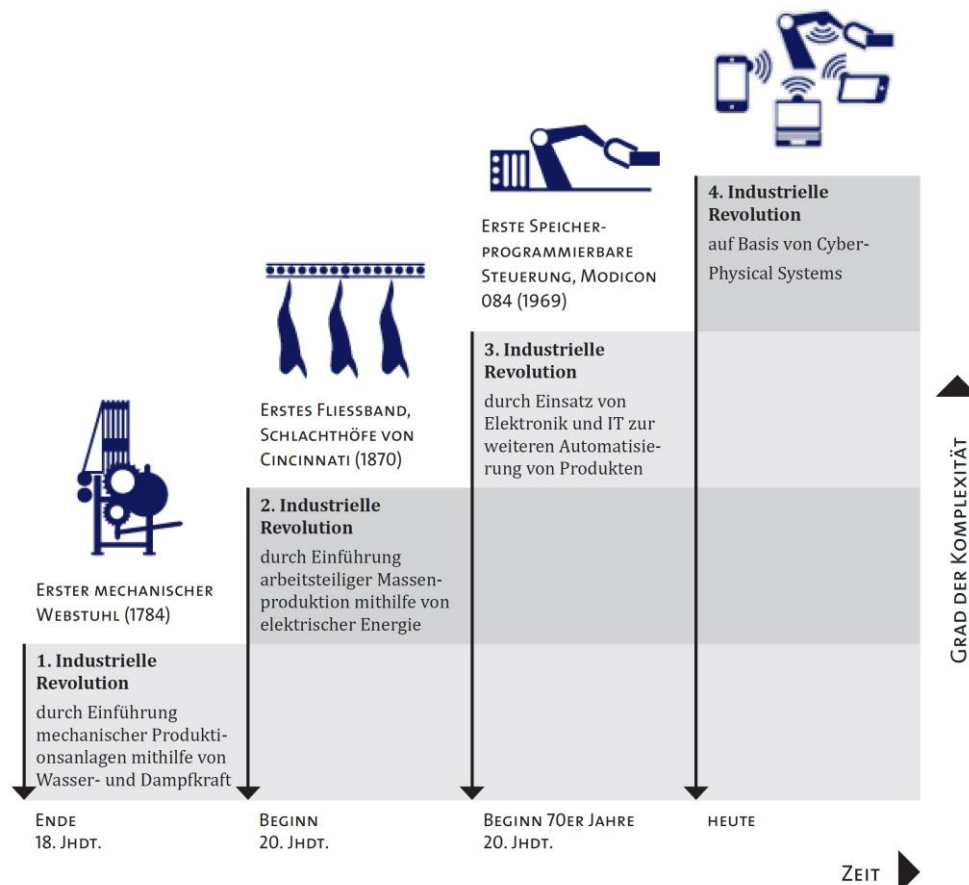 4. Industrielle
Revolution
auf Basis von Cyber-
Physical Systems
ERSTE SPEICHER-
PROGRAMMIERBARE
STEUERUNG, MODICON
084 (1969)
3. Industrielle
Revolution
durch Einsatz von
Elektronik und IT zur
weiteren Automatisie-
rung von Produkten
ERSTES FLIESSBAND,
SCHLACHTHÖFE VON
CINCINNATI (1870)
2. Industrielle
Revolution
durch Einführung
arbeitsteiliger Massen-
produktion mithilfe von
elektrischer Energie
ERSTER MECHANISCHER
WEBSTUHL (1784)
1. Industrielle
Revolution
durch Einführung
mechanischer Produkti-
onsanlagen mithilfe von
Wasser- und Dampfkraft
GRAD DER KOMPLEXITÄT
ENDE
18. JHDT.
BEGINN
20. JHDT.
BEGINN 70ER JAHRE
20. JHDT.
HEUTE
ZEIT